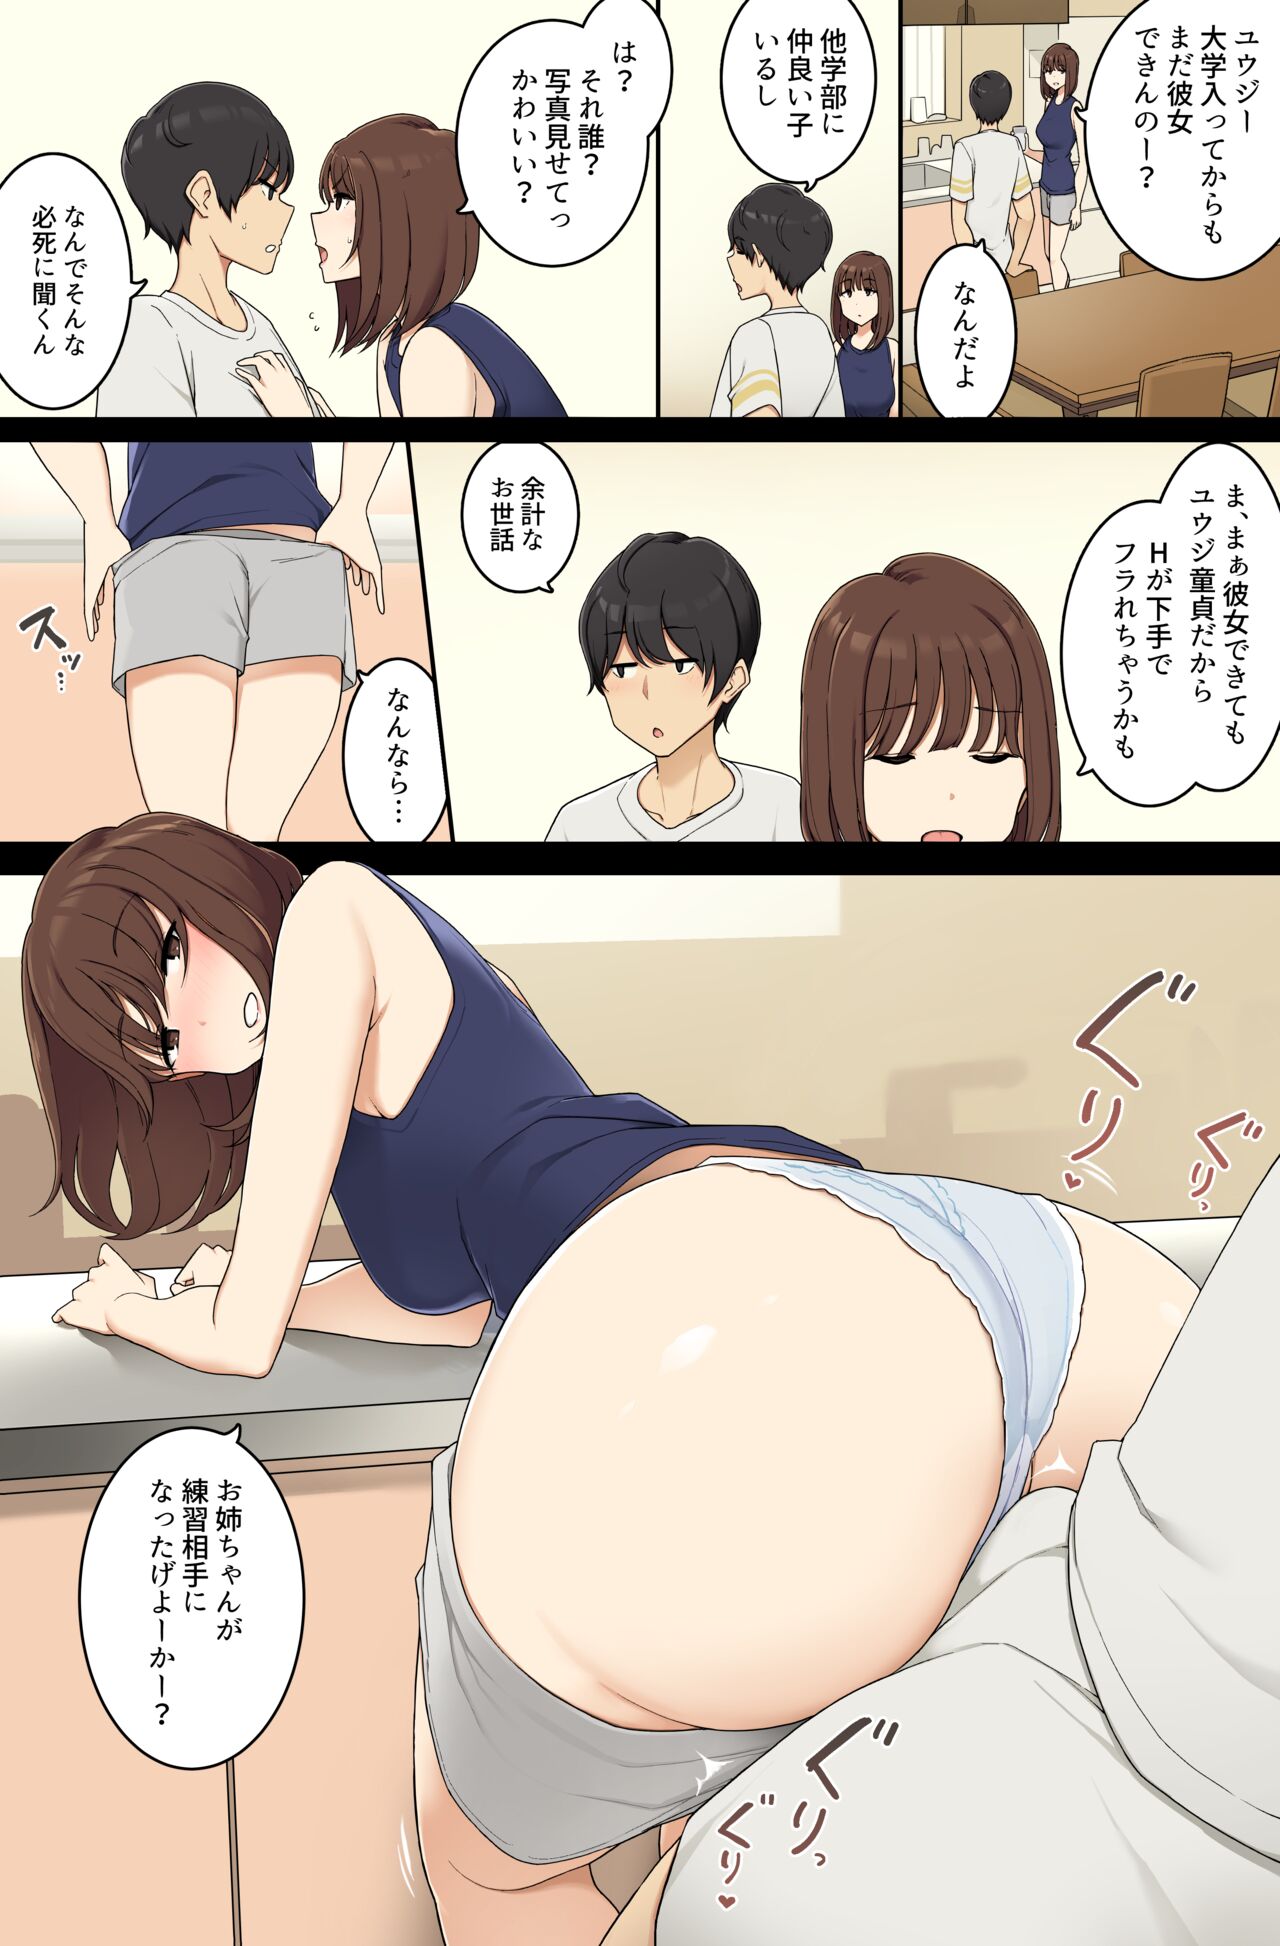 ユウジー
大学入ってからも
まだ彼女
できんのー?
なんだよ
他学部に
仲良い子
いるし
は?
それ誰?
写真見せてっ
かわいい?
なんでそんな
必死に聞くん
ま、まぁ彼女できても
ユウジ童貞だから
Hが下手で
フラれちゃうかも
余計な
お世話
なんなら…
スッ…
ぐりっ
ぐり♥
お姉ちゃんが
練習相手に
なったげよーかー?
ぐりっ
ぐり♥